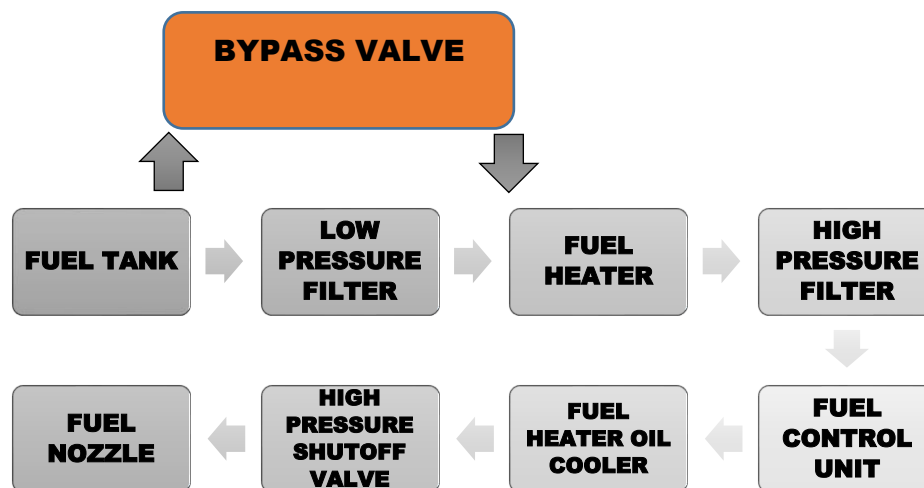 BYPASS VALVE
FUEL TANK
LOW
PRESSURE
FILTER
FUEL
HEATER
HIGH
PRESSURE
FILTER
FUEL
CONTROL
UNIT
FUEL
HEATER OIL
COOLER
HIGH
PRESSURE
SHUTOFF
VALVE
FUEL
NOZZLE